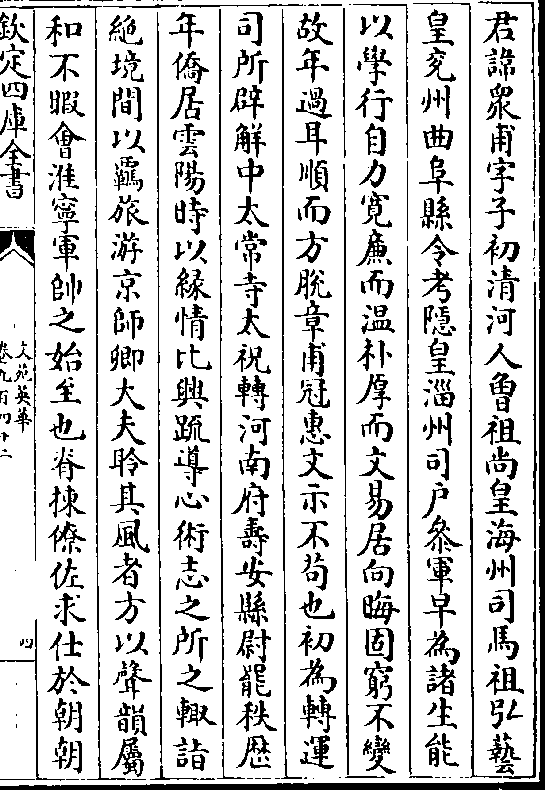 君諱衆甫字子初清河人魯祖尚皇海州司馬祖弘藝
皇兖州曲阜縣令考隱皇淄州司户叅軍早為諸生能
以學行自力寛廉而温朴厚而文易居向晦固窮不變
故年過耳順而方脱章甫冠惠文示不茍也初為轉運
司所辟解中太常寺太祝轉河南府壽安縣尉罷秩歴
年僑居雲陽時以縁情比興疏導心術志之所之輙詣
絶境間以羇旅游京師卿大夫聆其風者方以聲韻屬
和不暇會淮寧軍帥之始至也脊揀僚佐求仕於朝朝
欽定四庫全書
文苑英華
卷九百四十二
四